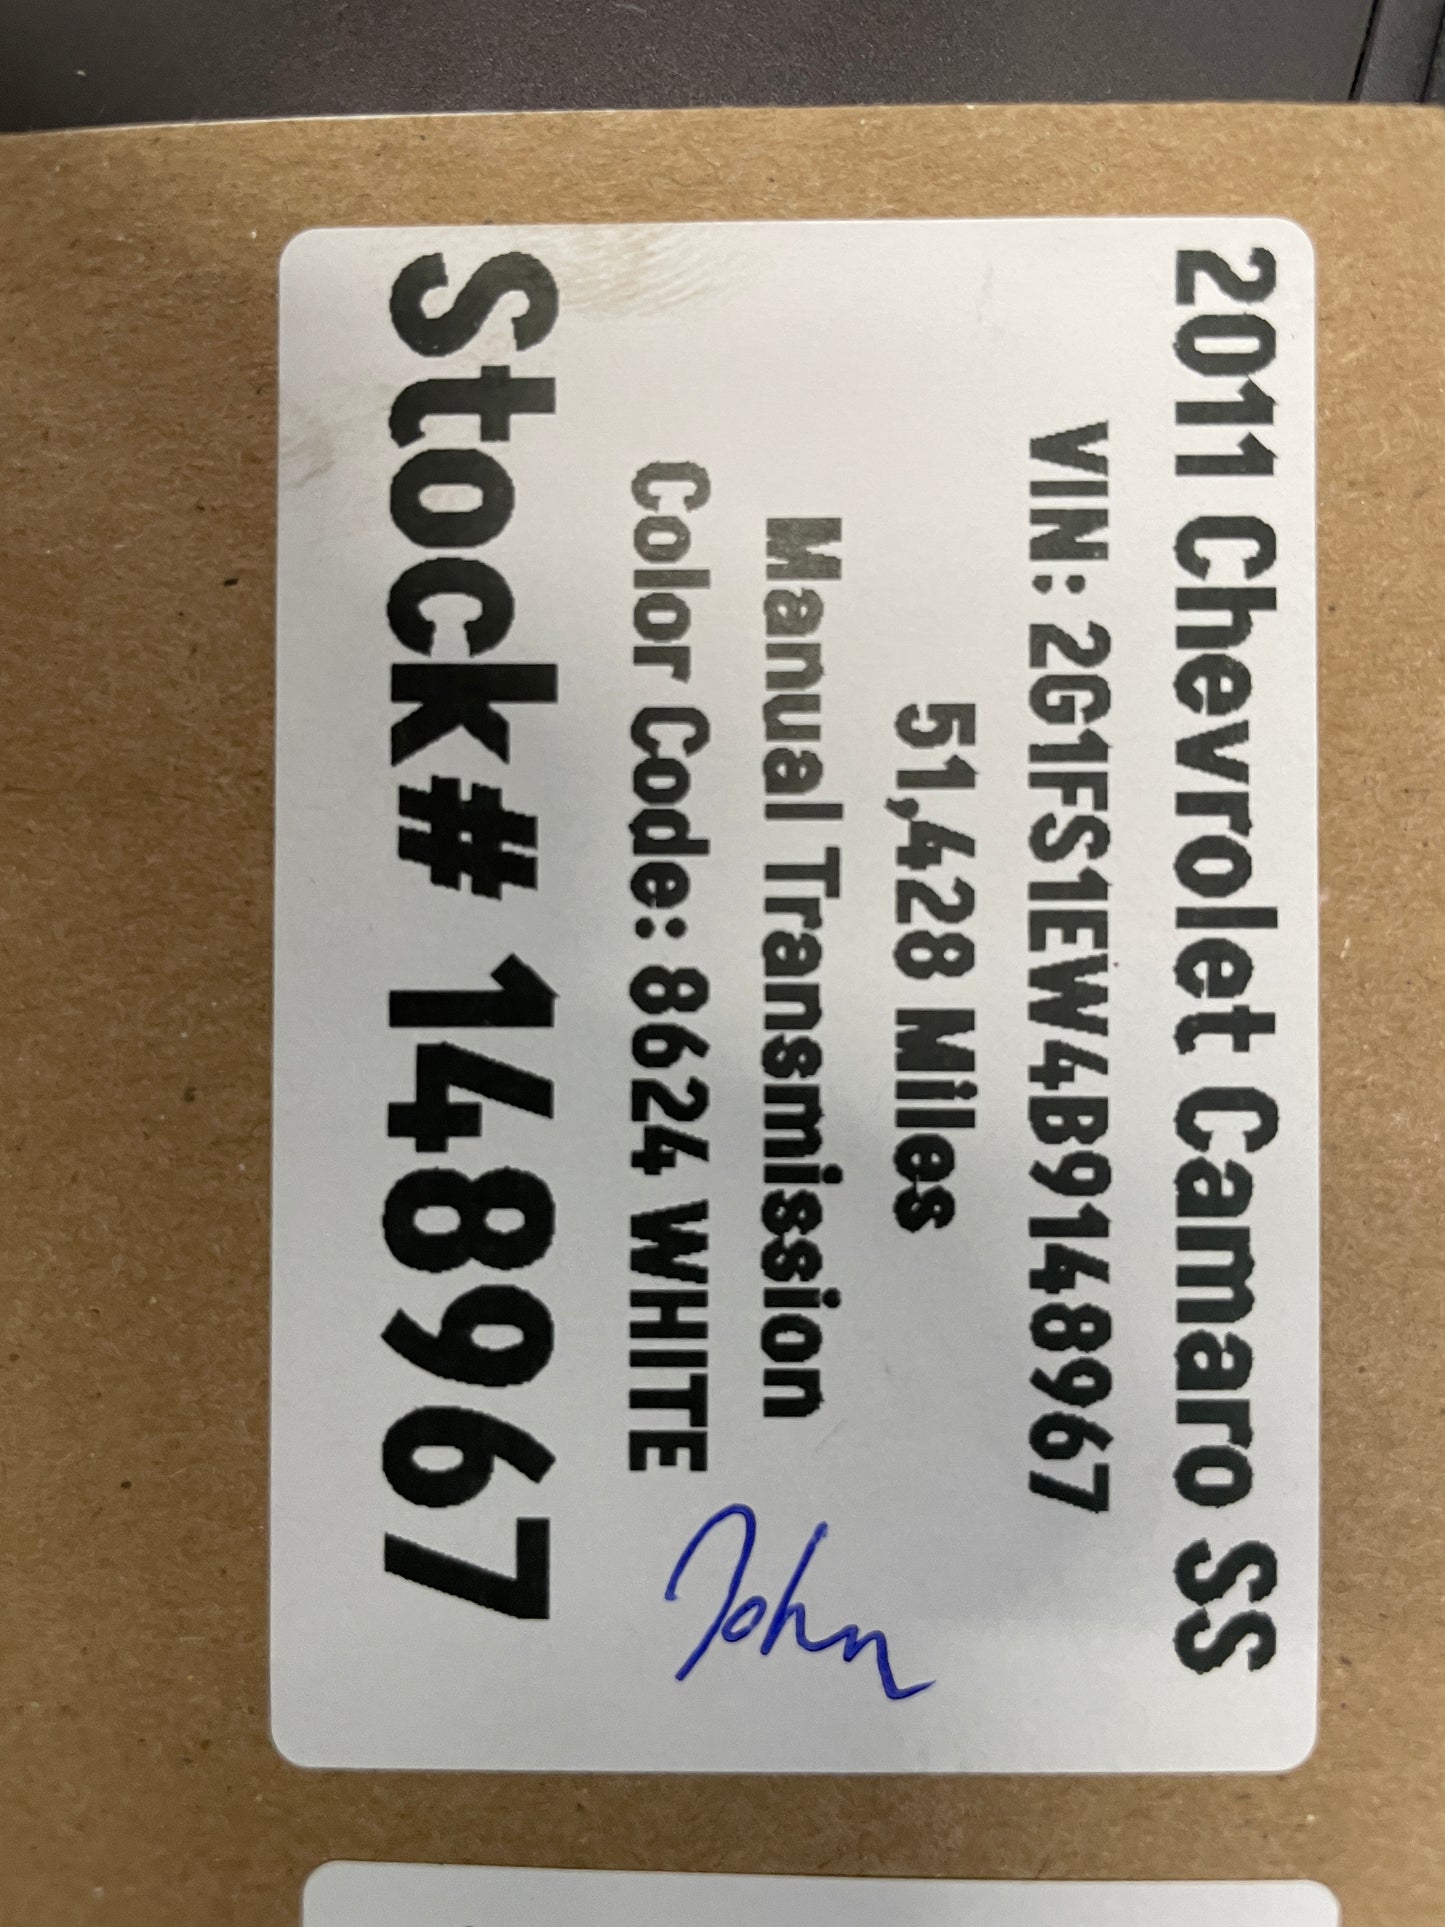 2011 Chevrolet Camaro SS
VIN: 2G1FS1EW4B9148967
51,428 Miles
Manual Transmission
Color Code: 8624 WHITE
John
Stock# 148967